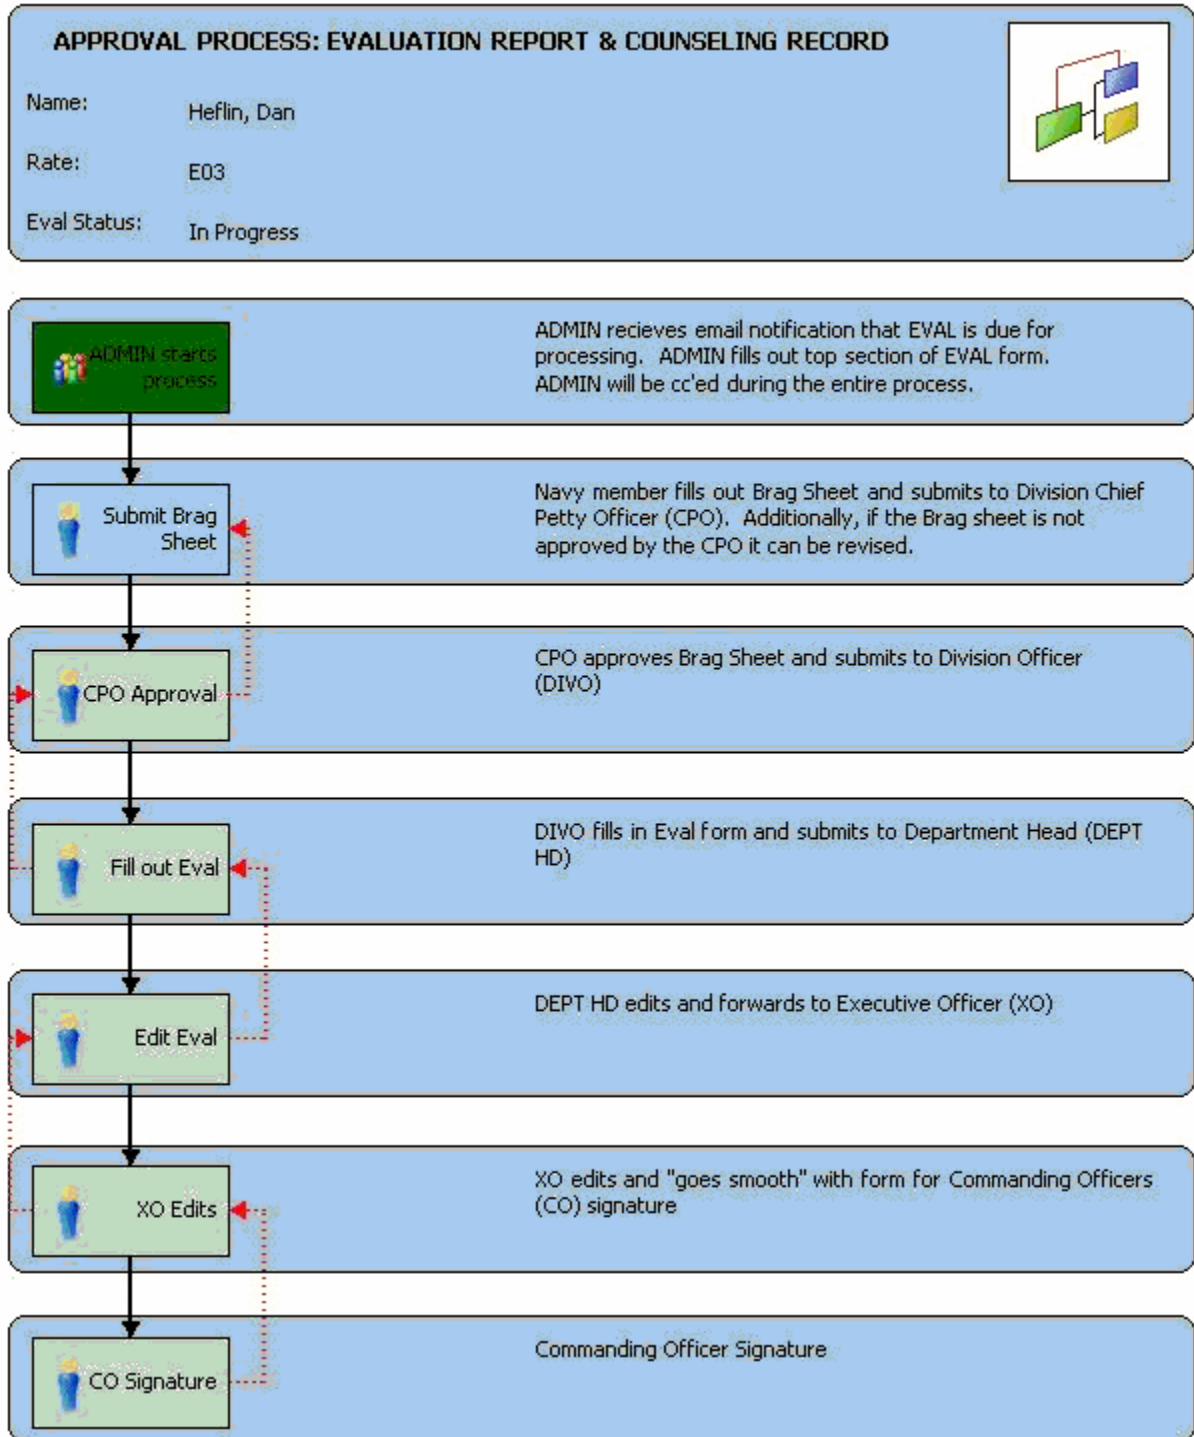 APPROVAL PROCESS: EVALUATION REPORT & COUNSELING RECORD
Name: Heflin, Dan
Rate: E03
Eval Status: In Progress
ADMIN starts
process
ADMIN recieves email notification that EVAL is due for
processing. ADMIN fills out top section of EVAL form.
ADMIN will be cc'ed during the entire process.
Submit Brag
Sheet
Navy member fills out Brag Sheet and submits to Division Chief
Petty Officer (CPO). Additionally, if the Brag sheet is not
approved by the CPO it can be revised.
CPO Approval
CPO approves Brag Sheet and submits to Division Officer
(DIVO)
Fill out Eval
DIVO fills in Eval form and submits to Department Head (DEPT
HD)
Edit Eval
DEPT HD edits and forwards to Executive Officer (XO)
XO Edits
XO edits and "goes smooth" with form for Commanding Officers
(CO) signature
CO Signature
Commanding Officer Signature